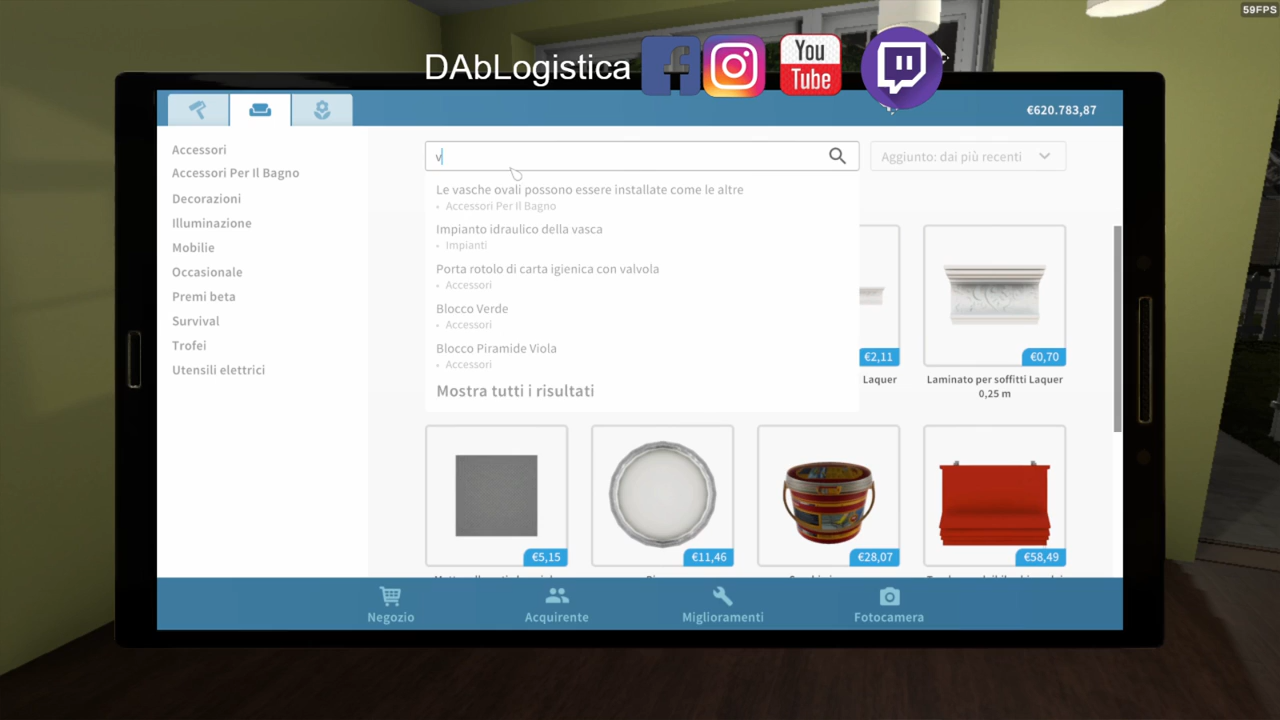 59FPS
DAbLogistica
You
Tube
€620.783,87
v
Aggiunto: dai più recenti
Accessori
Accessori Per Il Bagno
Decorazioni
Illuminazione
Mobilie
Occasionale
Premi beta
Survival
Trofei
Utensili elettrici
Le vasche ovali possono essere installate come le altre
• Accessori Per Il Bagno
Impianto idraulico della vasca
• Impianti
Porta rotolo di carta igienica con valvola
• Accessori
Blocco Verde
• Accessori
Blocco Piramide Viola
• Accessori
Mostra tutti i risultati
€2,11
Laquer
€0,70
Laminato per soffitti Laquer
0,25 m
€5,15
€11,46
€28,07
€58,49
Negozio
Acquirente
Miglioramenti
Fotocamera